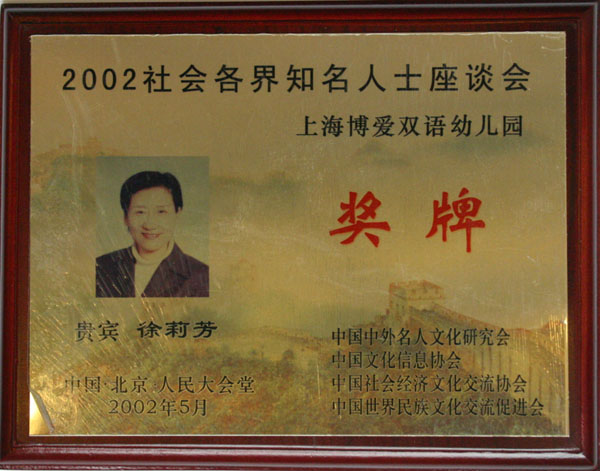 2002社会各界知名人士座谈会
上海博爱双语幼儿园
奖牌
贵宾 徐莉芳
中国·北京·人民大会堂
2002年5月
中国中外名人文化研究会
中国文化信息协会
中国社会经济文化交流协会
中国世界民族文化交流促进会